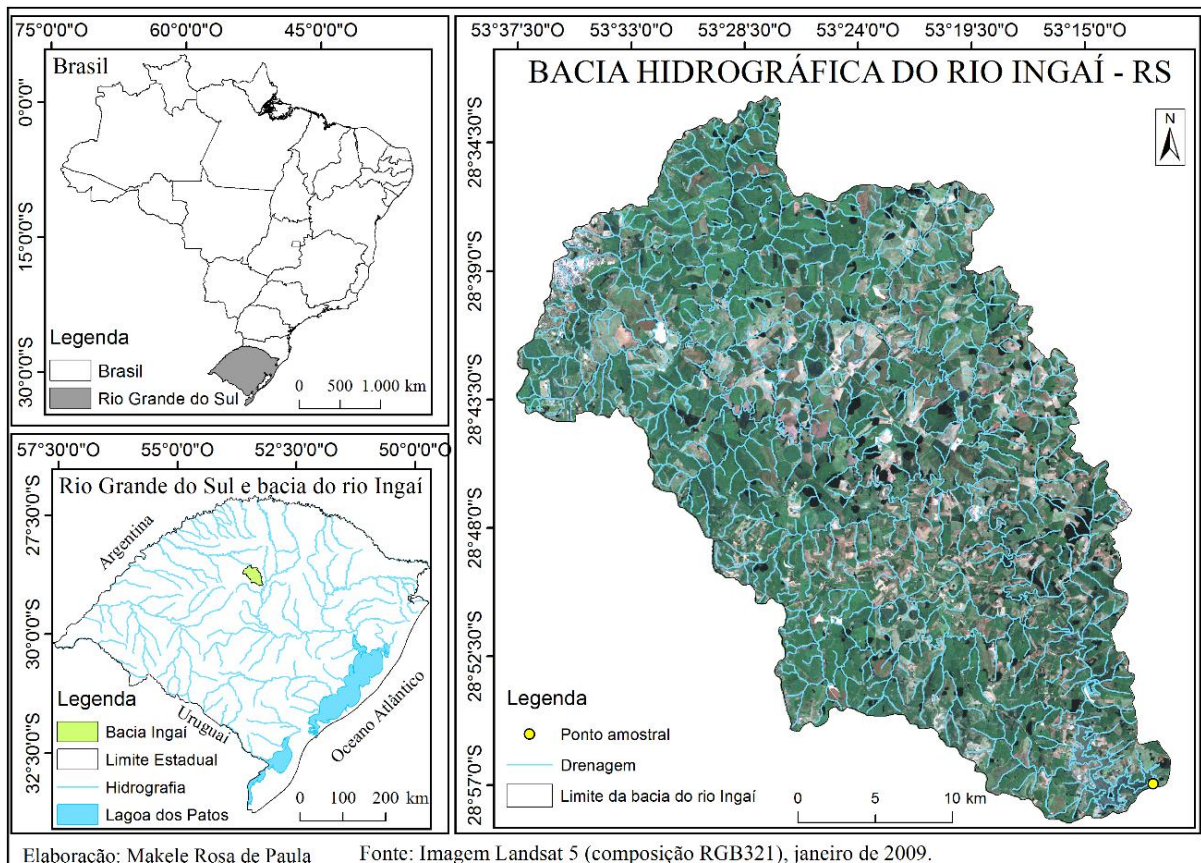 75°0'0"O 60°0'0"O 45°0'0"O
Brasil
0°0'0"
15°0'0"S
30°0'0"S
Legenda
Brasil
Rio Grande do Sul
0 500 1.000 km
57°30'0"O 55°0'0"O 52°30'0"O 50°0'0"O
Rio Grande do Sul e bacia do rio Ingaí
27°30'0"S
30°0'0"S
32°30'0"S
Argentina
Uruguai
Oceano Atlântico
Legenda
Bacia Ingaí
Limite Estadual
Hidrografia
Lagoa dos Patos
0 100 200 km
53°37'30"O 53°33'0"O 53°28'30"O 53°24'0"O 53°19'30"O 53°15'0"O
BACIA HIDROGRÁFICA DO RIO INGAÍ - RS
N
28°34'30"S
28°39'0"S
28°43'30"S
28°48'0"S
28°52'30"S
28°57'0"S
Legenda
Ponto amostral
Drenagem
Limite da bacia do rio Ingaí
0 5 10 km
Elaboração: Makele Rosa de Paula Fonte: Imagem Landsat 5 (composição RGB321), janeiro de 2009.